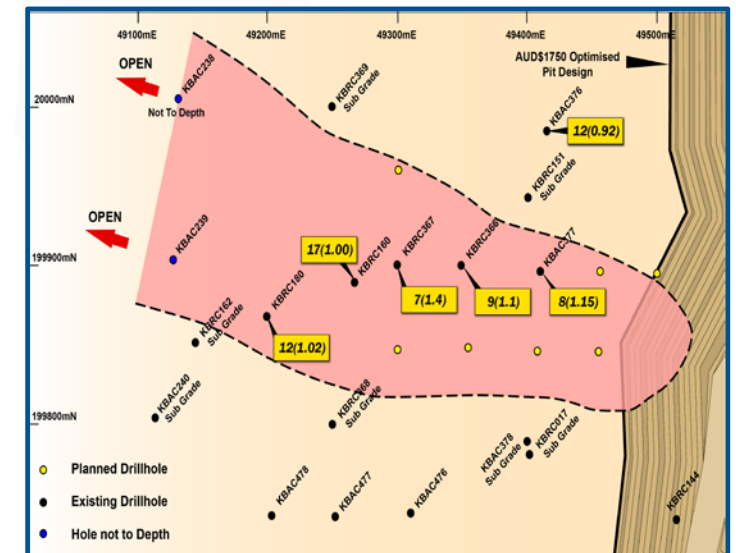 49100mE 49200mE 49300mE 49400mE 49500mE
OPEN
KBAC238
Not To Depth
KBRC369
Sub Grade
AUD$1750 Optimised
Pit Design
20000mN
KBAC376
12(0.92)
KBRC151
Sub Grade
OPEN
KBAC239
199900mN
17(1.00)
KBRC160
KBRC367
KBRC366
KBAC377
7(1.4)
9(1.1)
8(1.15)
KBRC180
12(1.02)
KBRC162
Sub Grade
KBAC240
Sub Grade
KBRC368
Sub Grade
199800mN
KBAC378
Sub Grade
KBRC017
Sub Grade
Planned Drillhole
Existing Drillhole
Hole not to Depth
KBAC478
KBAC477
KBAC476
KBRC144